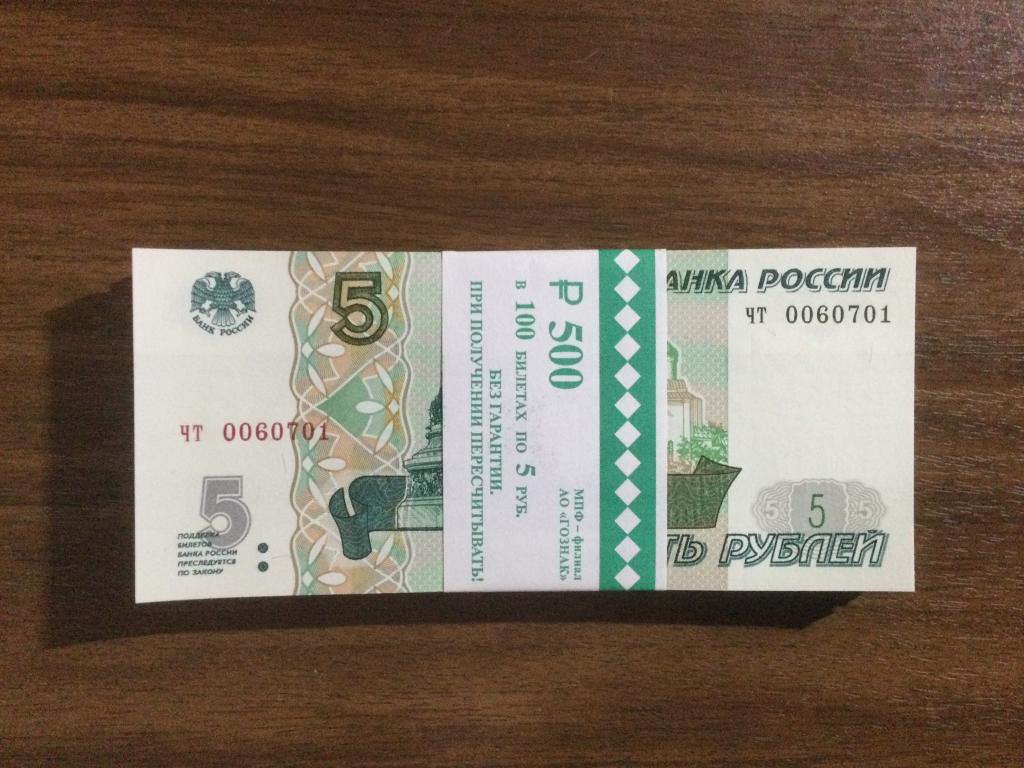 БАНК РОССИИ
5
ЧТ 0060701
5
ПОДДЕЛКА
БИЛЕТОВ
БАНКА РОССИИ
ПРЕСЛЕДУЕТСЯ
ПО ЗАКОНУ
₽ 500
в 100 билетах по 5 руб.
БЕЗ ГАРАНТИИ.
ПРИ ПОЛУЧЕНИИ ПЕРЕСЧИТЫВАТЬ!
МПФ – филиал
АО «ГОЗНАК»
АНКА РОССИИ
ЧТ 0060701
5 5 5
ТЬ РУБЛЕЙ